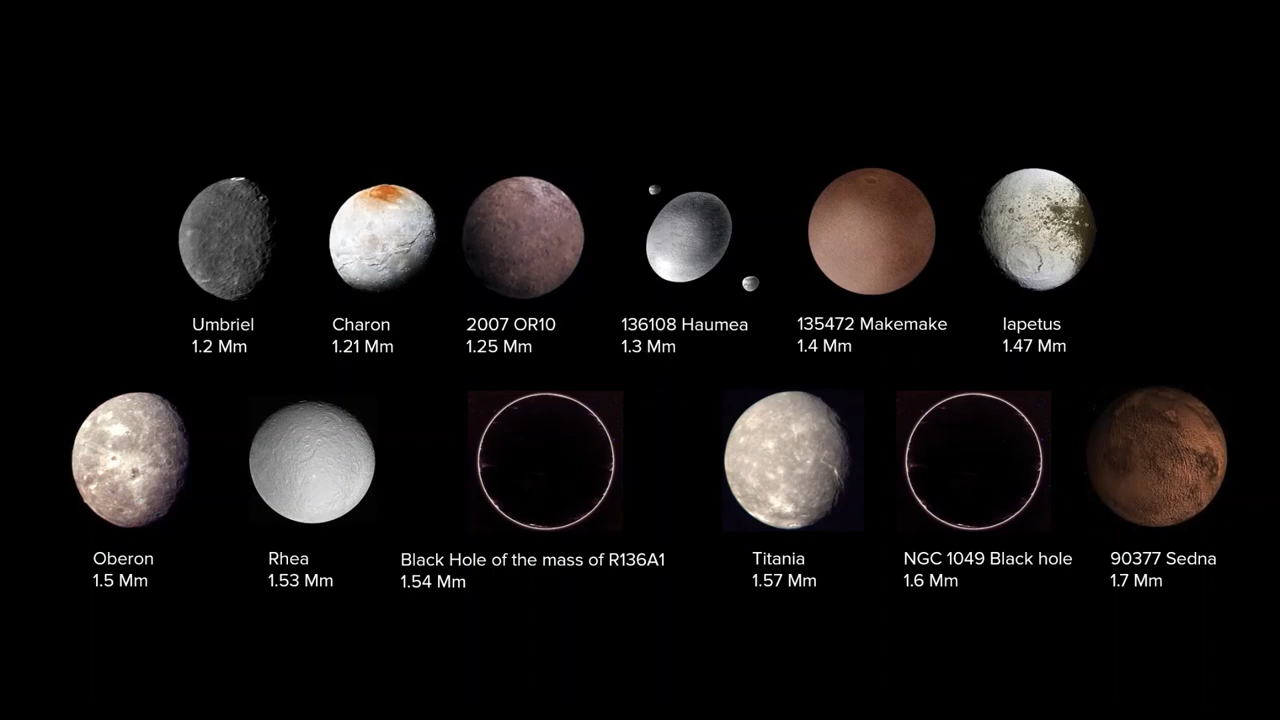 Umbriel
1.2 Mm
Charon
1.21 Mm
2007 OR10
1.25 Mm
136108 Haumea
1.3 Mm
135472 Makemake
1.4 Mm
Iapetus
1.47 Mm
Oberon
1.5 Mm
Rhea
1.53 Mm
Black Hole of the mass of R136A1
1.54 Mm
Titania
1.57 Mm
NGC 1049 Black hole
1.6 Mm
90377 Sedna
1.7 Mm